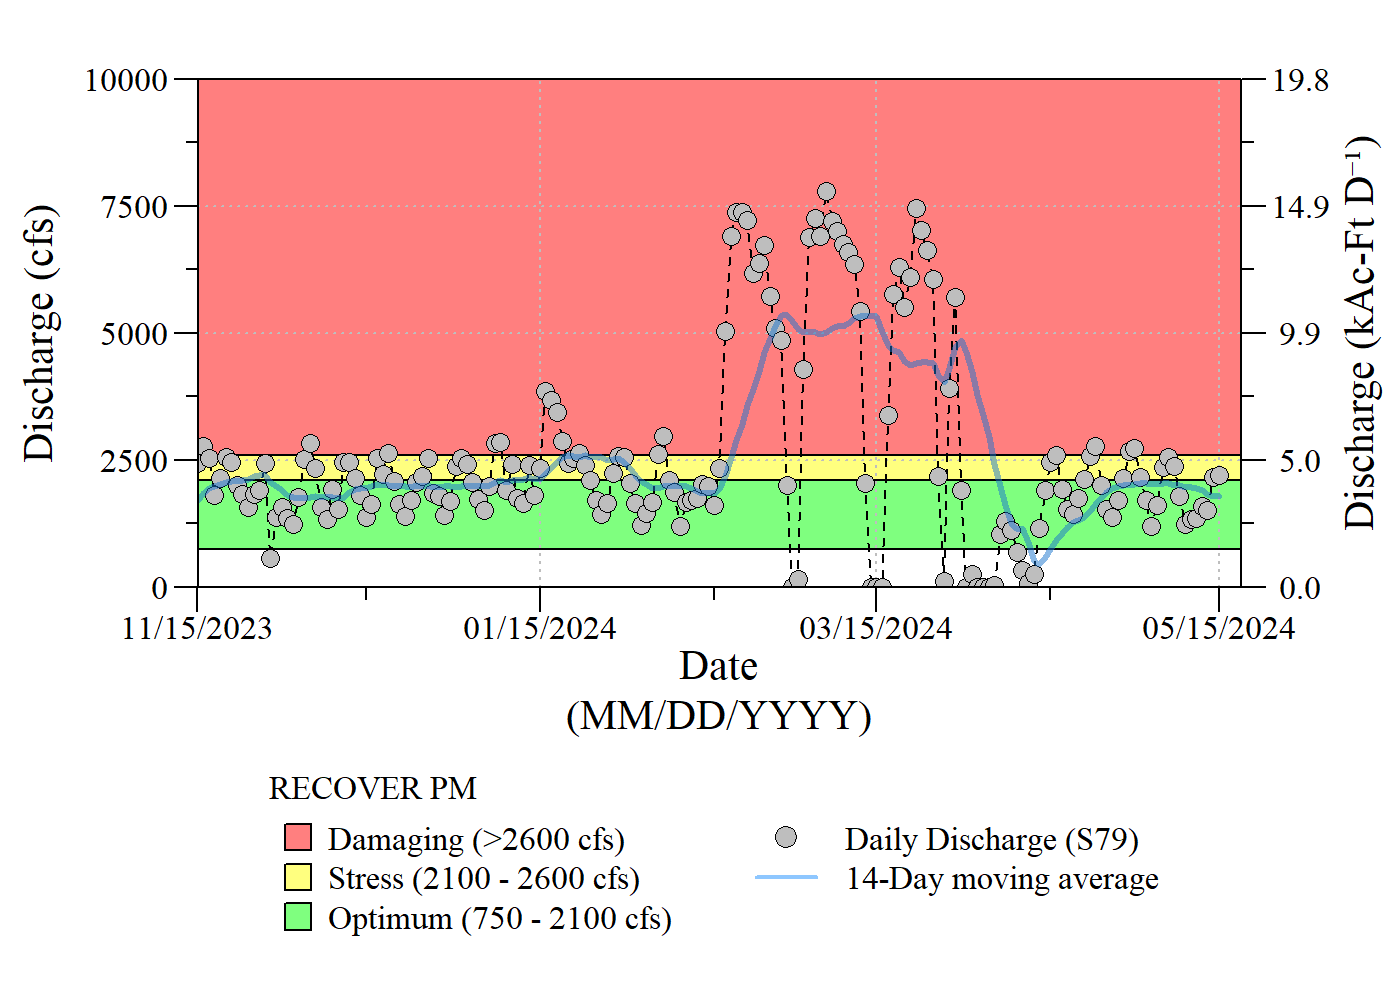 10000
7500
5000
2500
0
Discharge (cfs)
19.8
14.9
9.9
5.0
0.0
Discharge (kAc-Ft D⁻¹)
11/15/2023 01/15/2024 03/15/2024 05/15/2024
Date
(MM/DD/YYYY)
RECOVER PM
Damaging (>2600 cfs)
Stress (2100 - 2600 cfs)
Optimum (750 - 2100 cfs)
Daily Discharge (S79)
14-Day moving average